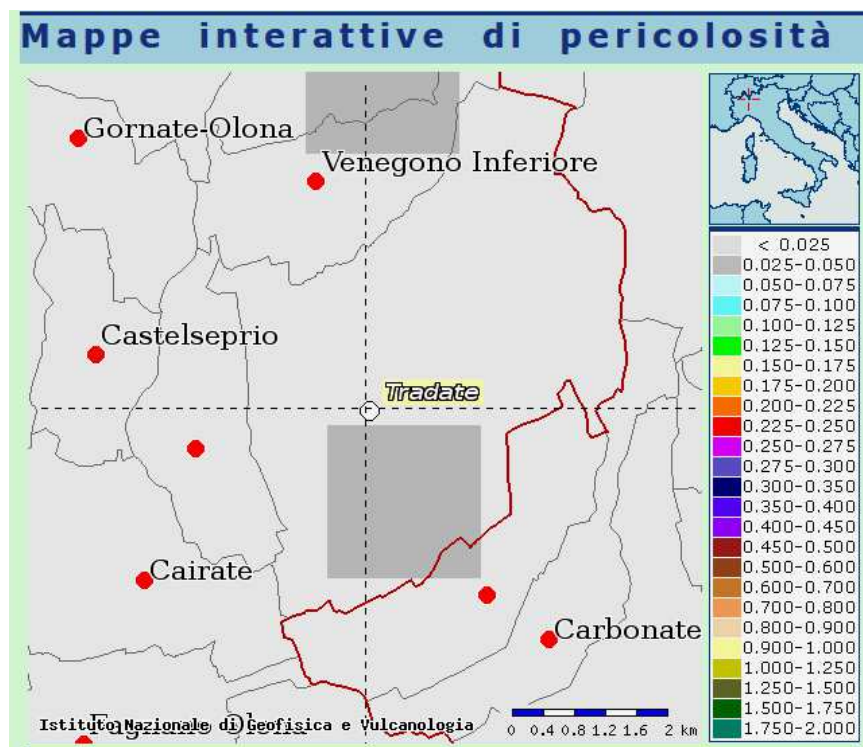 Mappe interattive di pericolosità
Gornate-Olona
Venegono Inferiore
Castelseprio
Tradate
Cairate
Carbonate
Fagnano Olona
Istituto Nazionale di Geofisica e Vulcanologia
0 0.4 0.8 1.2 1.6 2 km
< 0.025
0.025-0.050
0.050-0.075
0.075-0.100
0.100-0.125
0.125-0.150
0.150-0.175
0.175-0.200
0.200-0.225
0.225-0.250
0.250-0.275
0.275-0.300
0.300-0.350
0.350-0.400
0.400-0.450
0.450-0.500
0.500-0.600
0.600-0.700
0.700-0.800
0.800-0.900
0.900-1.000
1.000-1.250
1.250-1.500
1.500-1.750
1.750-2.000